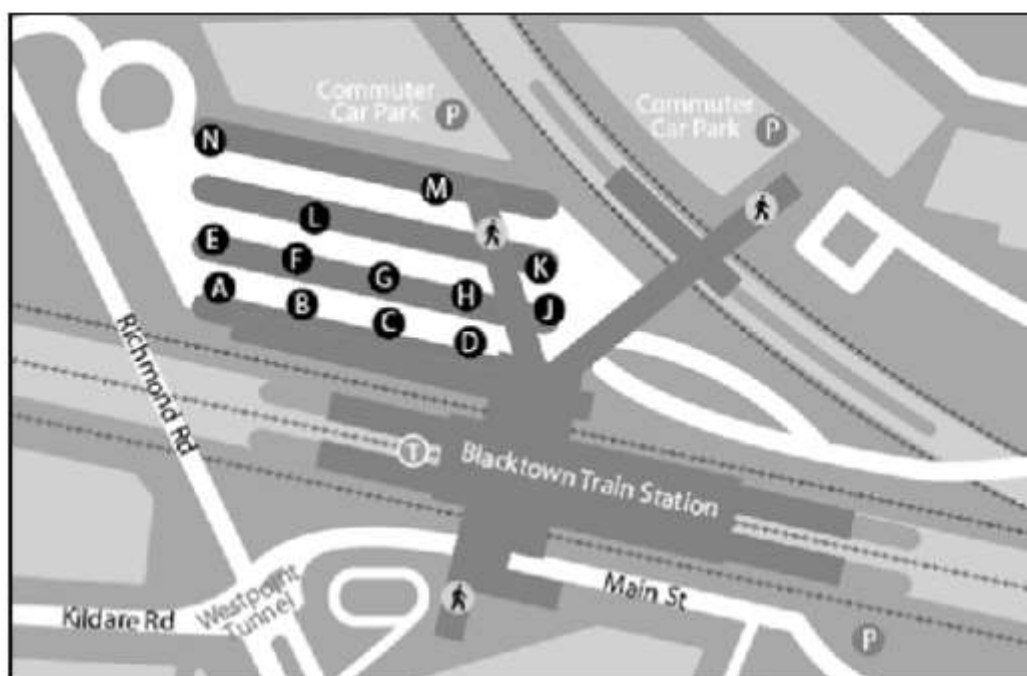 Commuter
Car Park
P
Commuter
Car Park
P
N
M
L
E
F
K
G
A
H
B
J
C
D
Richmond Rd
T
Blacktown Train Station
Main St
Kildare Rd
Westpoint
Tunnel
P